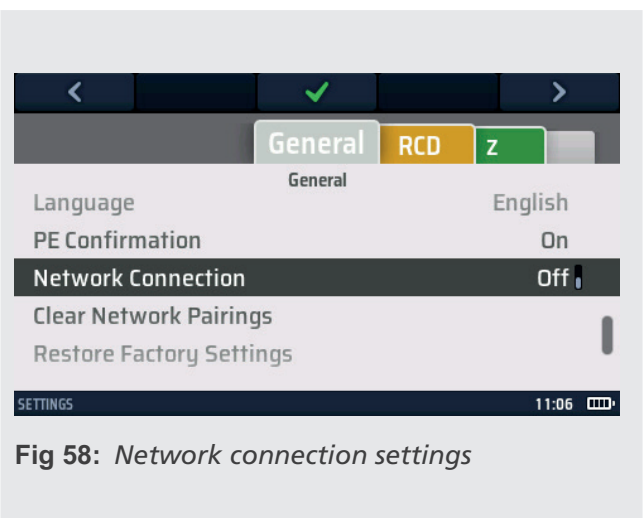 General RCD Z
General
Language English
PE Confirmation On
Network Connection Off
Clear Network Pairings
Restore Factory Settings
SETTINGS 11:06
Fig 58: Network connection settings